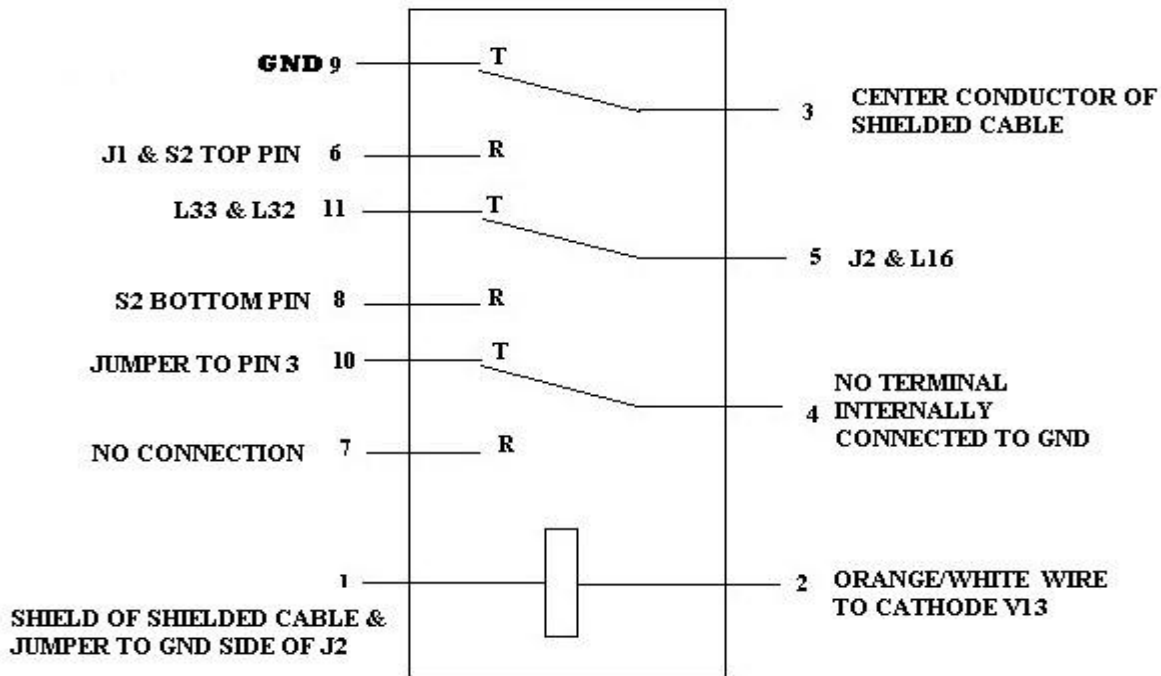 GND 9
T
3
CENTER CONDUCTOR OF
SHIELDED CABLE
J1 & S2 TOP PIN 6
R
L33 & L32 11
T
5 J2 & L16
S2 BOTTOM PIN 8
R
JUMPER TO PIN 3 10
T
4
NO TERMINAL
INTERNALLY
CONNECTED TO GND
NO CONNECTION 7
R
1
SHIELD OF SHIELDED CABLE &
JUMPER TO GND SIDE OF J2
2
ORANGE/WHITE WIRE
TO CATHODE V13